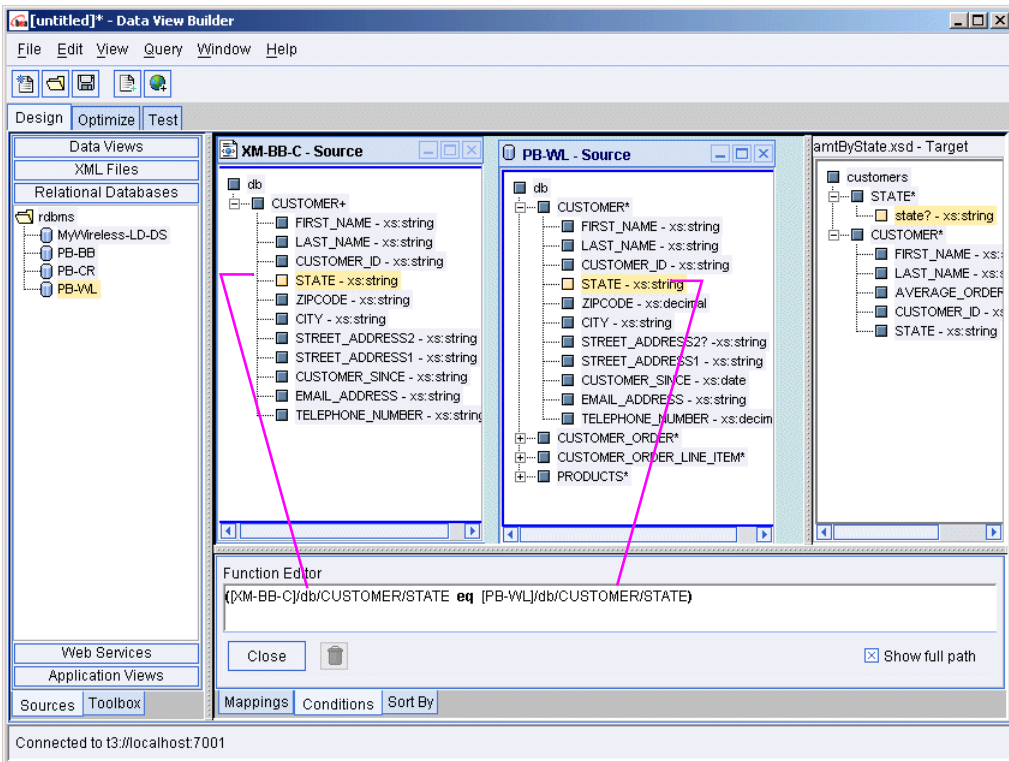 [untitled]* - Data View Builder
File Edit View Query Window Help
Design Optimize Test
Data Views
XML Files
Relational Databases
rdbms
MyWireless-LD-DS
PB-BB
PB-CR
PB-WL
Web Services
Application Views
Sources Toolbox
XM-BB-C - Source
db
CUSTOMER+
FIRST_NAME - xs:string
LAST_NAME - xs:string
CUSTOMER_ID - xs:string
STATE - xs:string
ZIPCODE - xs:string
CITY - xs:string
STREET_ADDRESS2 - xs:string
STREET_ADDRESS1 - xs:string
CUSTOMER_SINCE - xs:string
EMAIL_ADDRESS - xs:string
TELEPHONE_NUMBER - xs:string
PB-WL - Source
db
CUSTOMER*
FIRST_NAME - xs:string
LAST_NAME - xs:string
CUSTOMER_ID - xs:string
STATE - xs:string
ZIPCODE - xs:decimal
CITY - xs:string
STREET_ADDRESS2? -xs:string
STREET_ADDRESS1 - xs:string
CUSTOMER_SINCE - xs:date
EMAIL_ADDRESS - xs:string
TELEPHONE_NUMBER - xs:decim
CUSTOMER_ORDER*
CUSTOMER_ORDER_LINE_ITEM*
PRODUCTS*
amtByState.xsd - Target
customers
STATE*
state? - xs:string
CUSTOMER*
FIRST_NAME - xs:
LAST_NAME - xs:s
AVERAGE_ORDER
CUSTOMER_ID - xs
STATE - xs:string
Function Editor
([XM-BB-C]/db/CUSTOMER/STATE eq [PB-WL]/db/CUSTOMER/STATE)
Close
Show full path
Mappings Conditions Sort By
Connected to t3://localhost:7001